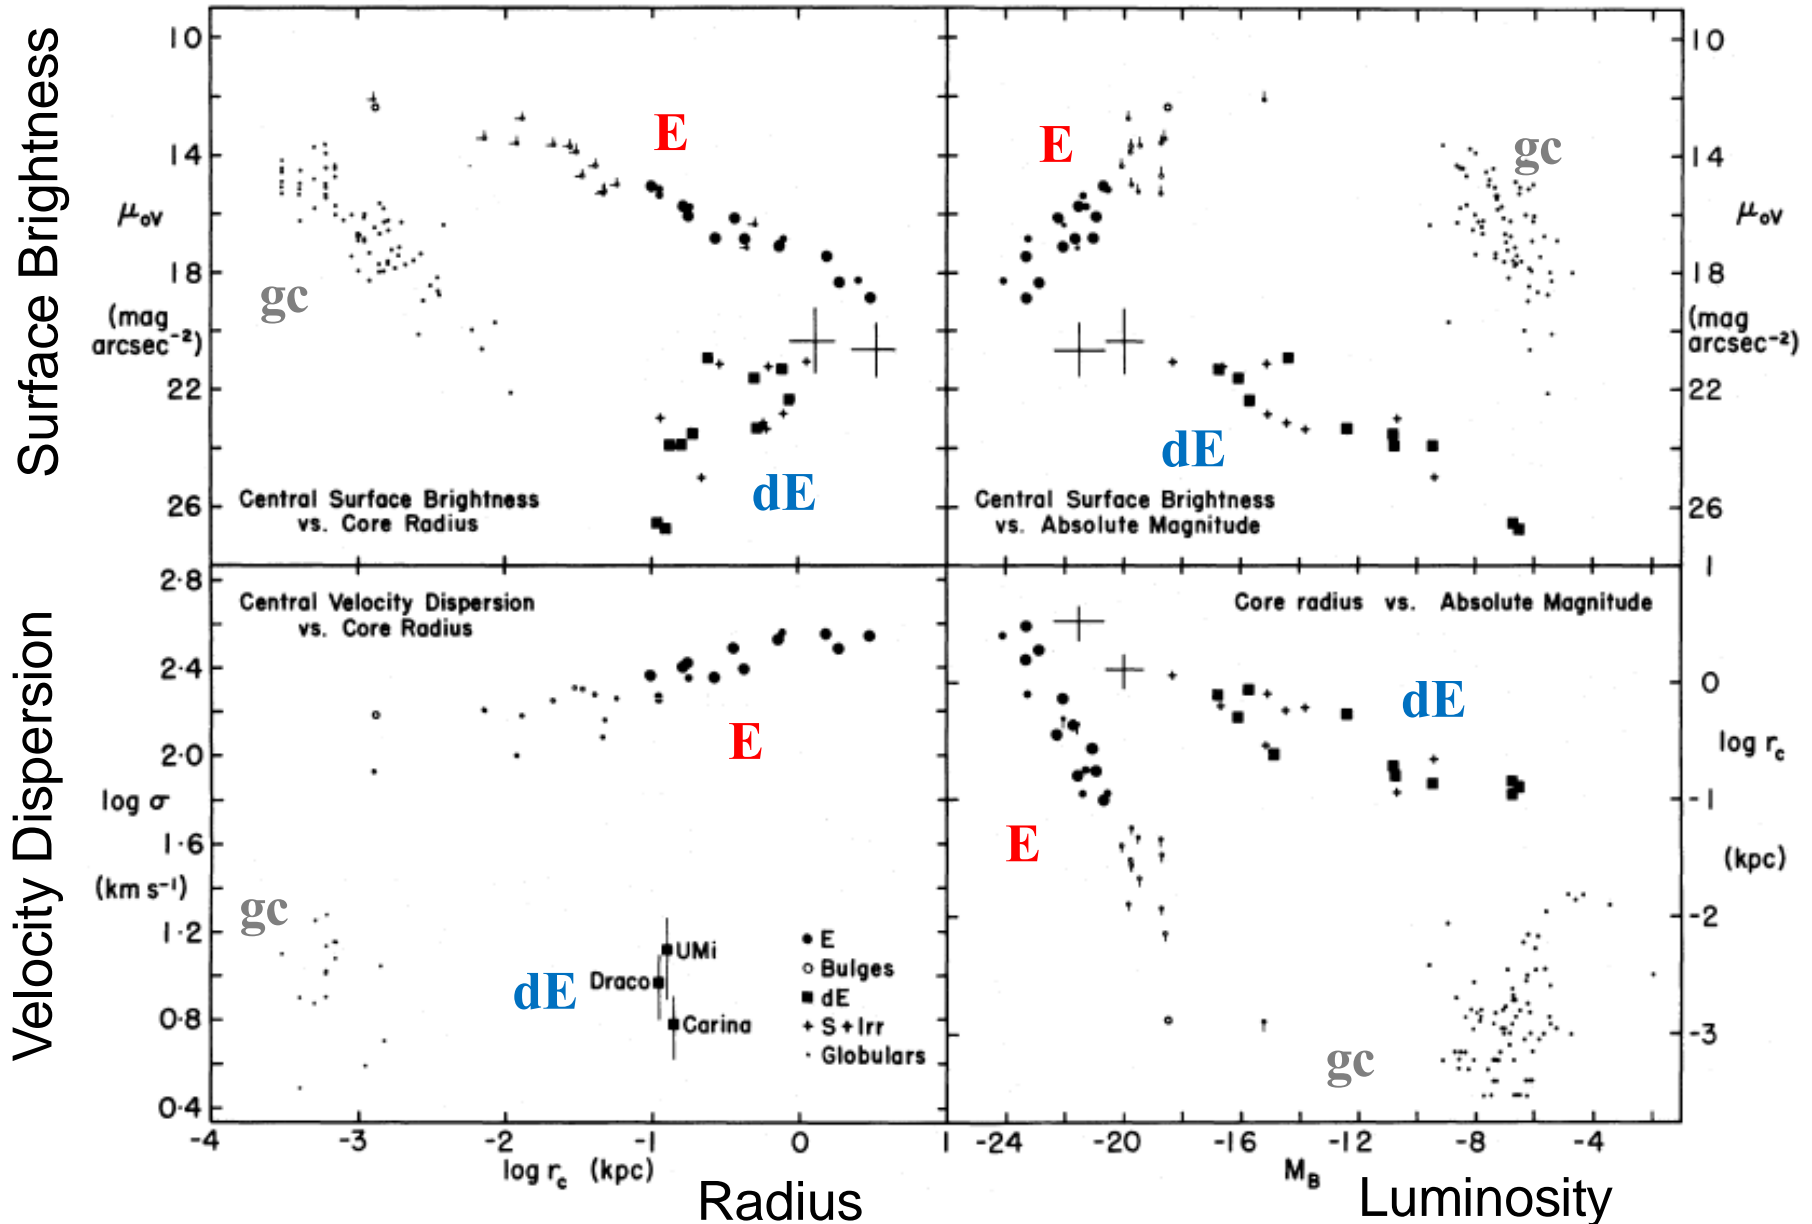 Surface Brightness
10
14
μoV
18
(mag
arcsec⁻²)
22
26
E
gc
dE
Central Surface Brightness
vs. Core Radius
E
gc
dE
Central Surface Brightness
vs. Absolute Magnitude
10
14
μoV
18
(mag
arcsec⁻²)
22
26
Velocity Dispersion
2·8
2·4
2·0
log σ
1·6
(km s⁻¹)
1·2
0·8
0·4
Central Velocity Dispersion
vs. Core Radius
E
gc
dE
UMi
Draco
Carina
E
Bulges
dE
S+Irr
Globulars
Core radius vs. Absolute Magnitude
dE
E
gc
1
0
log rc
-1
(kpc)
-2
-3
-4 -3 -2 -1 0 1
log rc (kpc)
Radius
-24 -20 -16 -12 -8 -4
MB
Luminosity